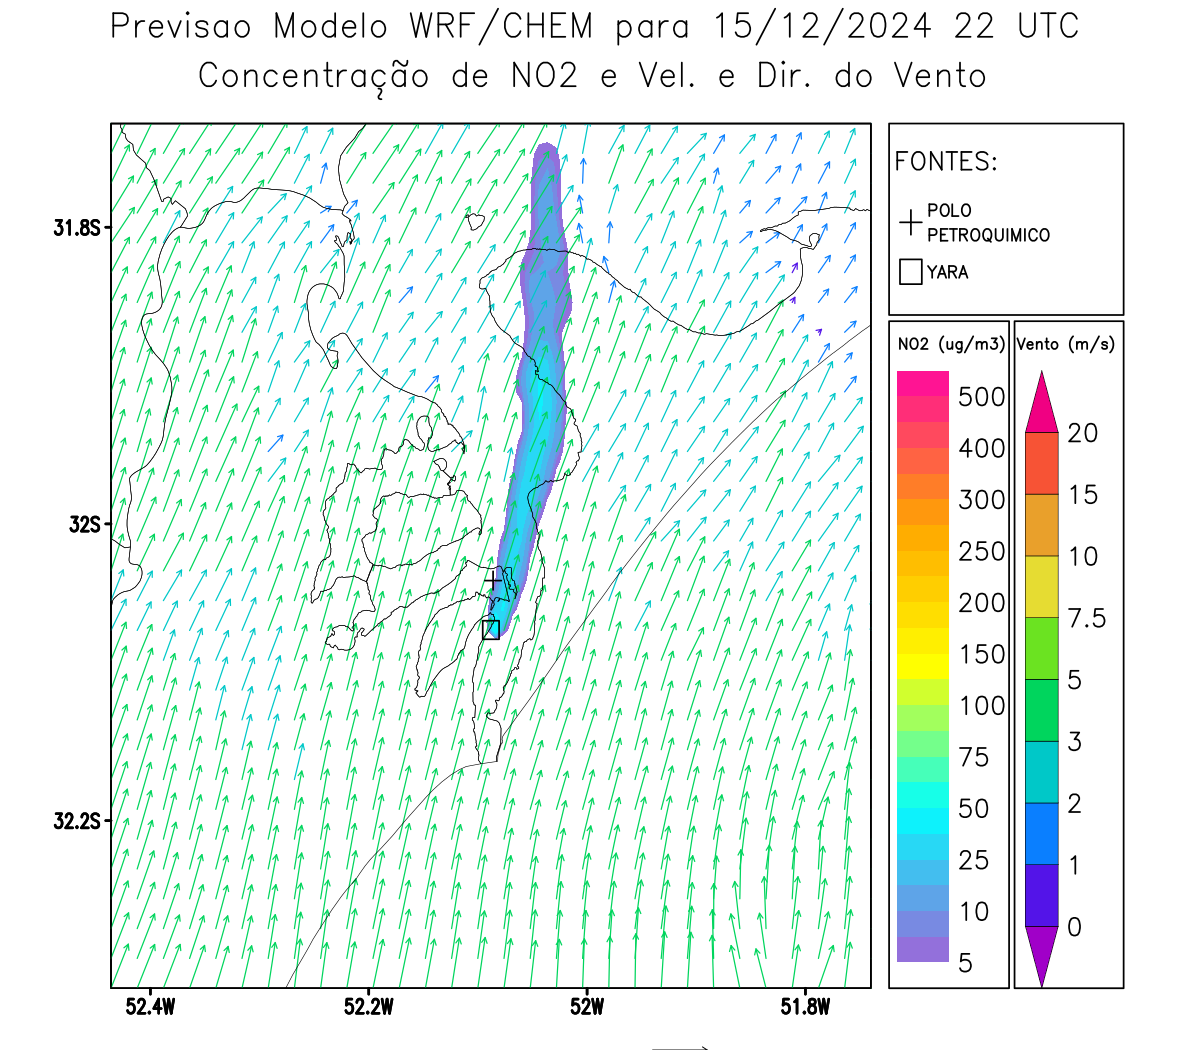 Previsao Modelo WRF/CHEM para 15/12/2024 22 UTC
Concentração de NO2 e Vel. e Dir. do Vento
FONTES:
POLO
PETROQUIMICO
YARA
NO2 (ug/m3)
500
400
300
250
200
150
100
75
50
25
10
5
Vento (m/s)
20
15
10
7.5
5
3
2
1
0
31.8S
32S
32.2S
52.4W
52.2W
52W
51.8W